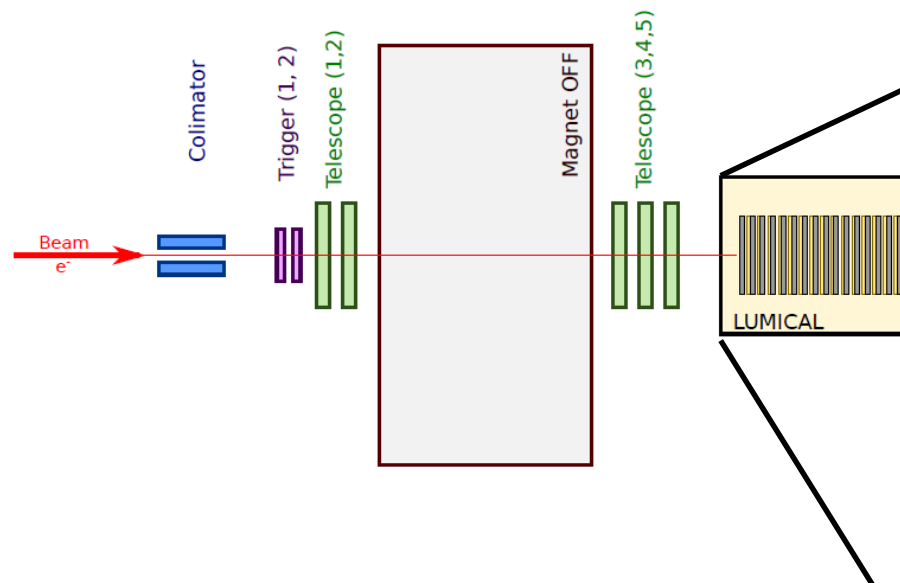 Beam
e-
Colimator
Trigger (1, 2)
Telescope (1,2)
Magnet OFF
Telescope (3,4,5)
LUMICAL